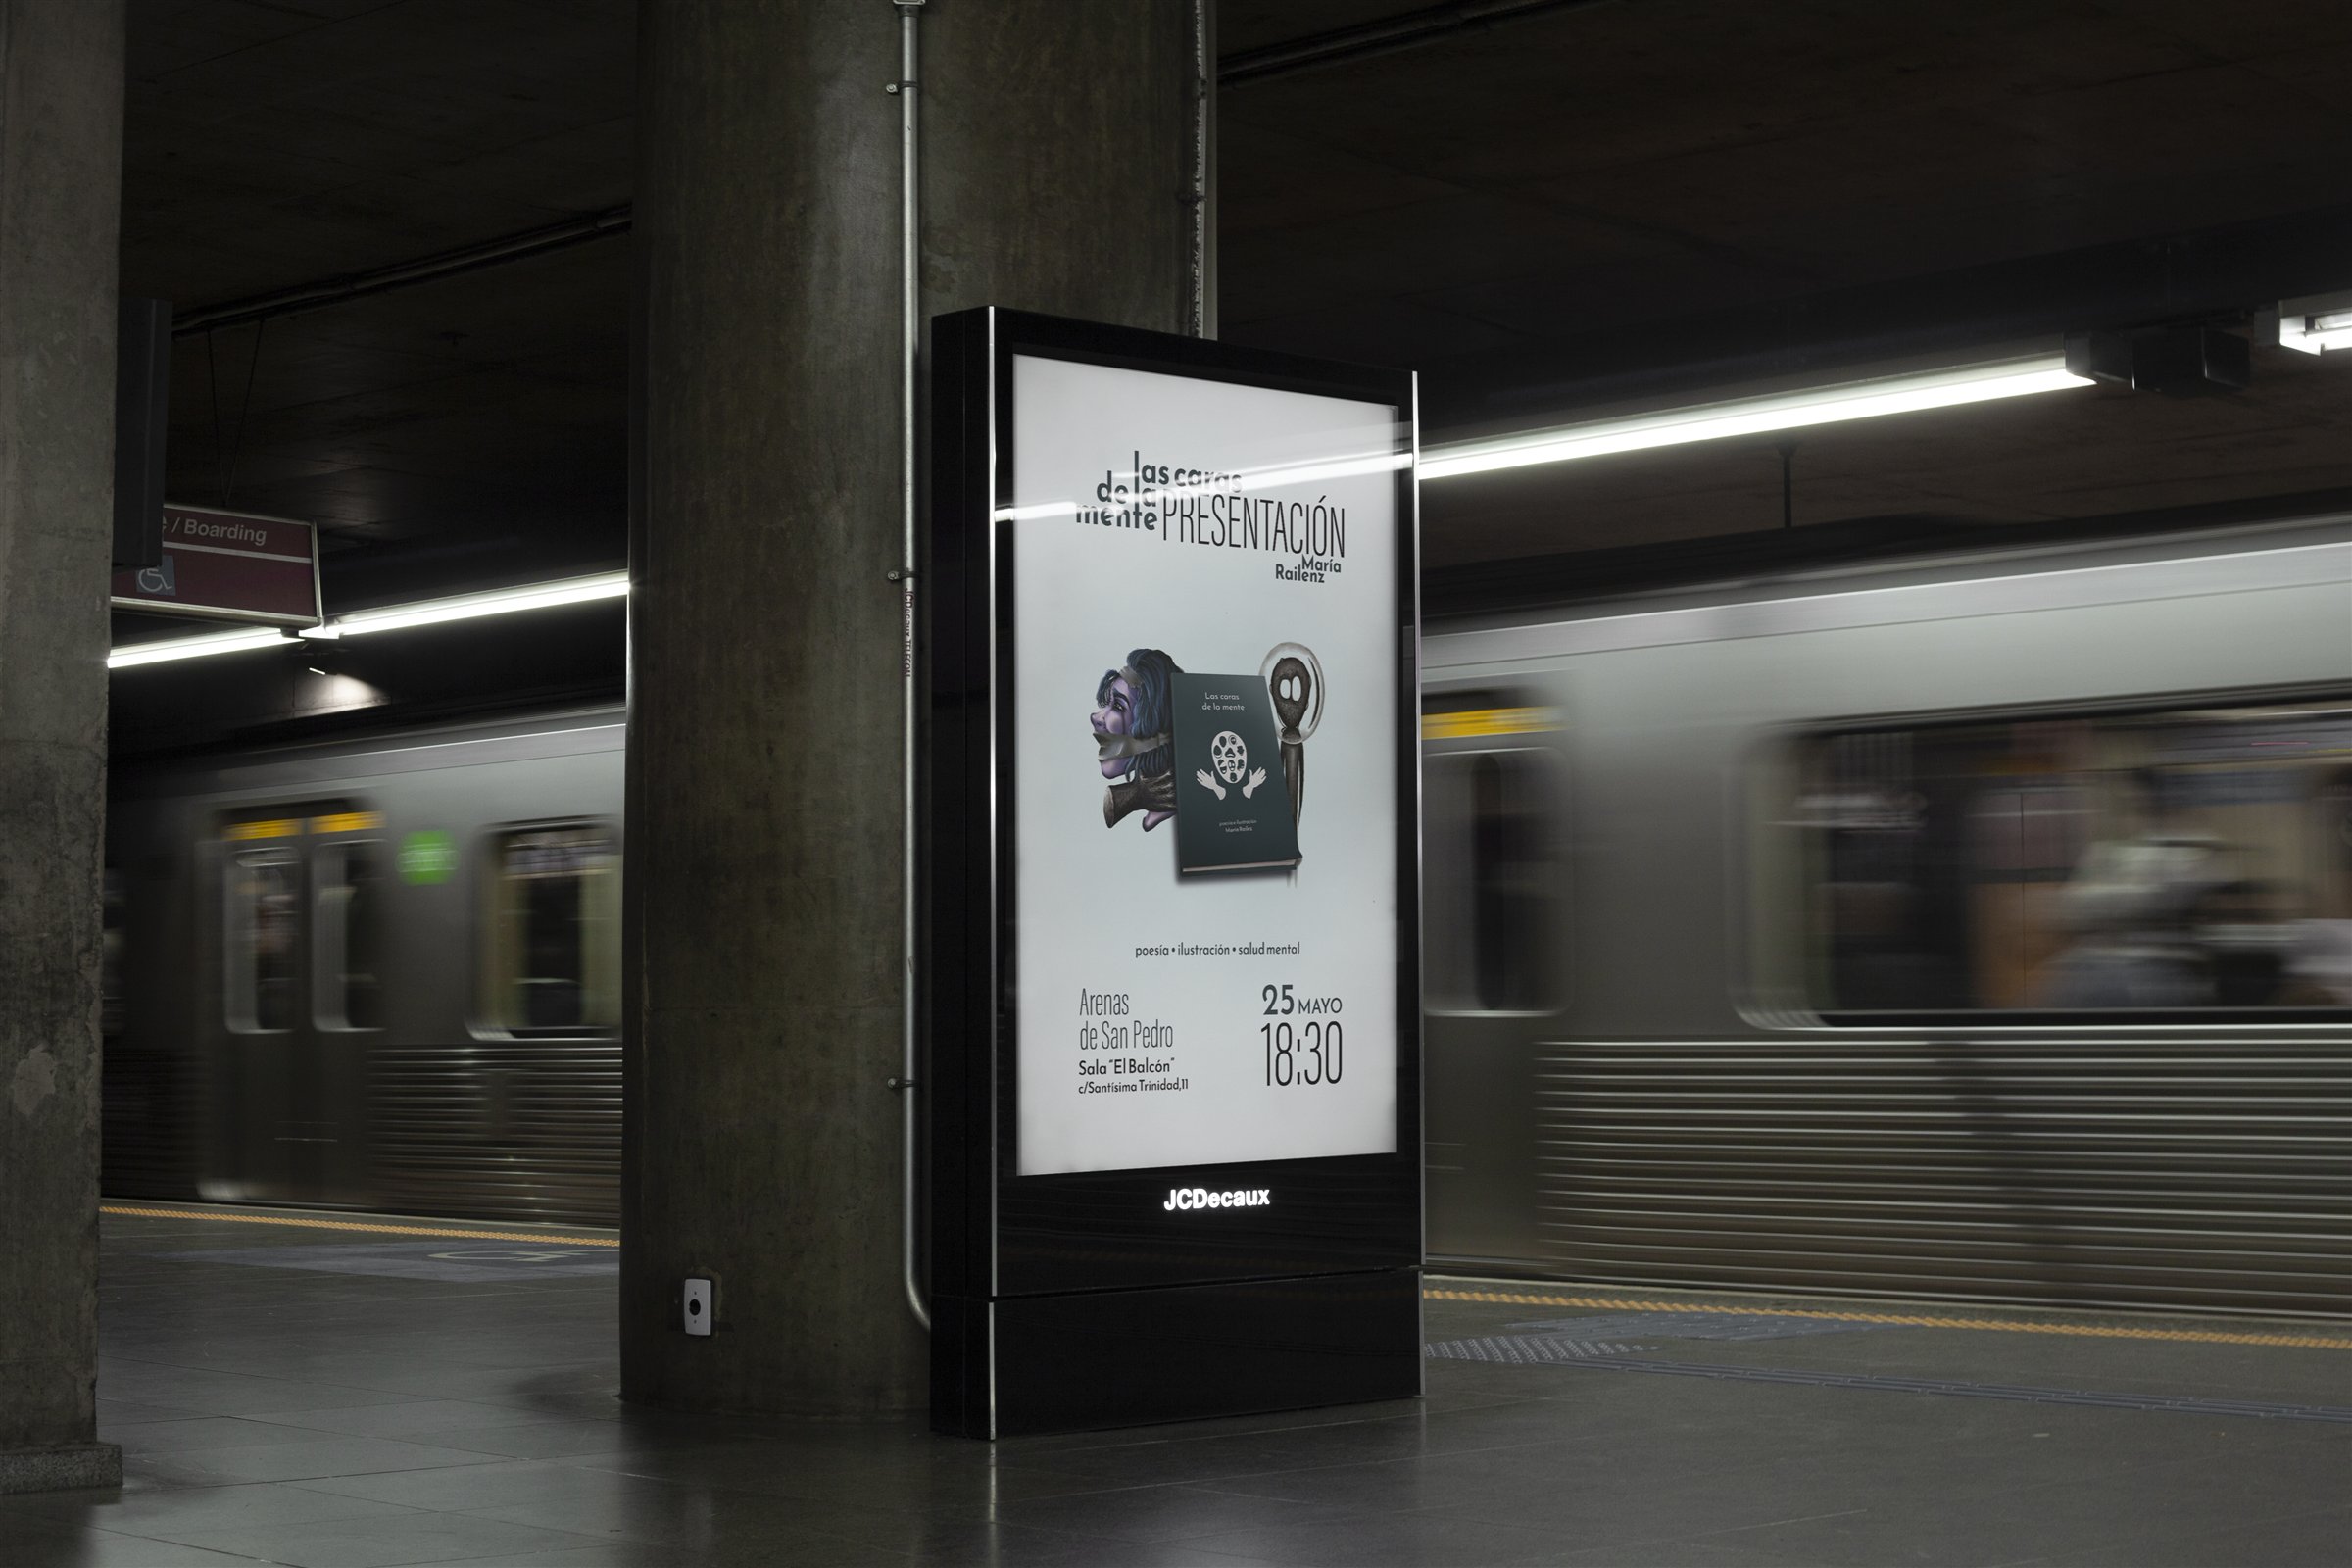 / Boarding
las caras
de la
mente PRESENTACIÓN
María
Railenz
Las caras
de la mente
poesía • ilustración • salud mental
Arenas
de San Pedro
Sala "El Balcón"
c/Santísima Trinidad,11
25 MAYO
18:30
JCDecaux